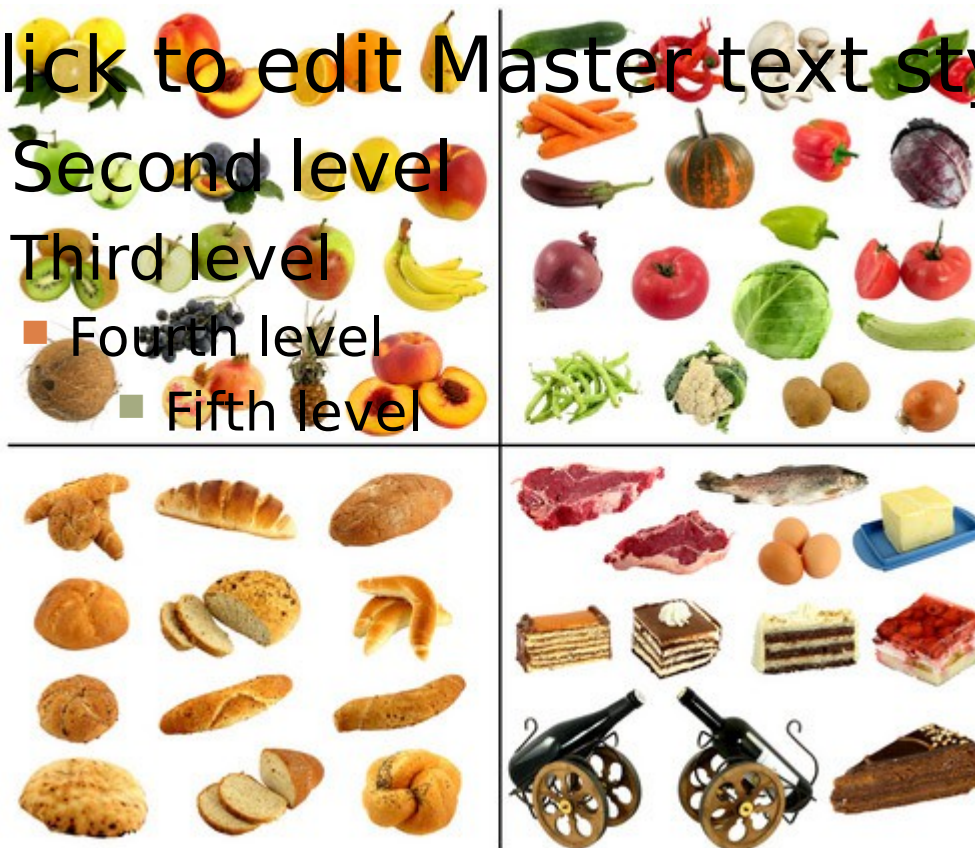 lick to edit Master text sty
Second level
Third level
Fourth level
Fifth level